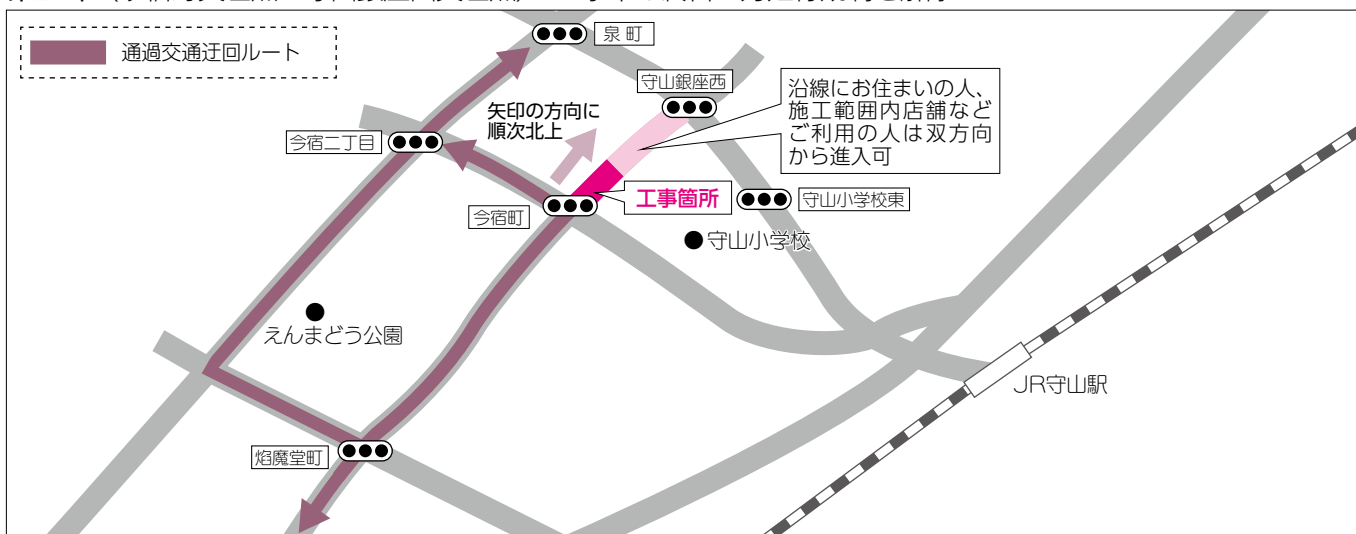 通過交通迂回ルート
泉町
守山銀座西
沿線にお住まいの人、
施工範囲内店舗など
ご利用の人は双方向
から進入可
矢印の方向に
順次北上
今宿二丁目
工事箇所
守山小学校東
今宿町
守山小学校
えんまどう公園
JR守山駅
焰魔堂町